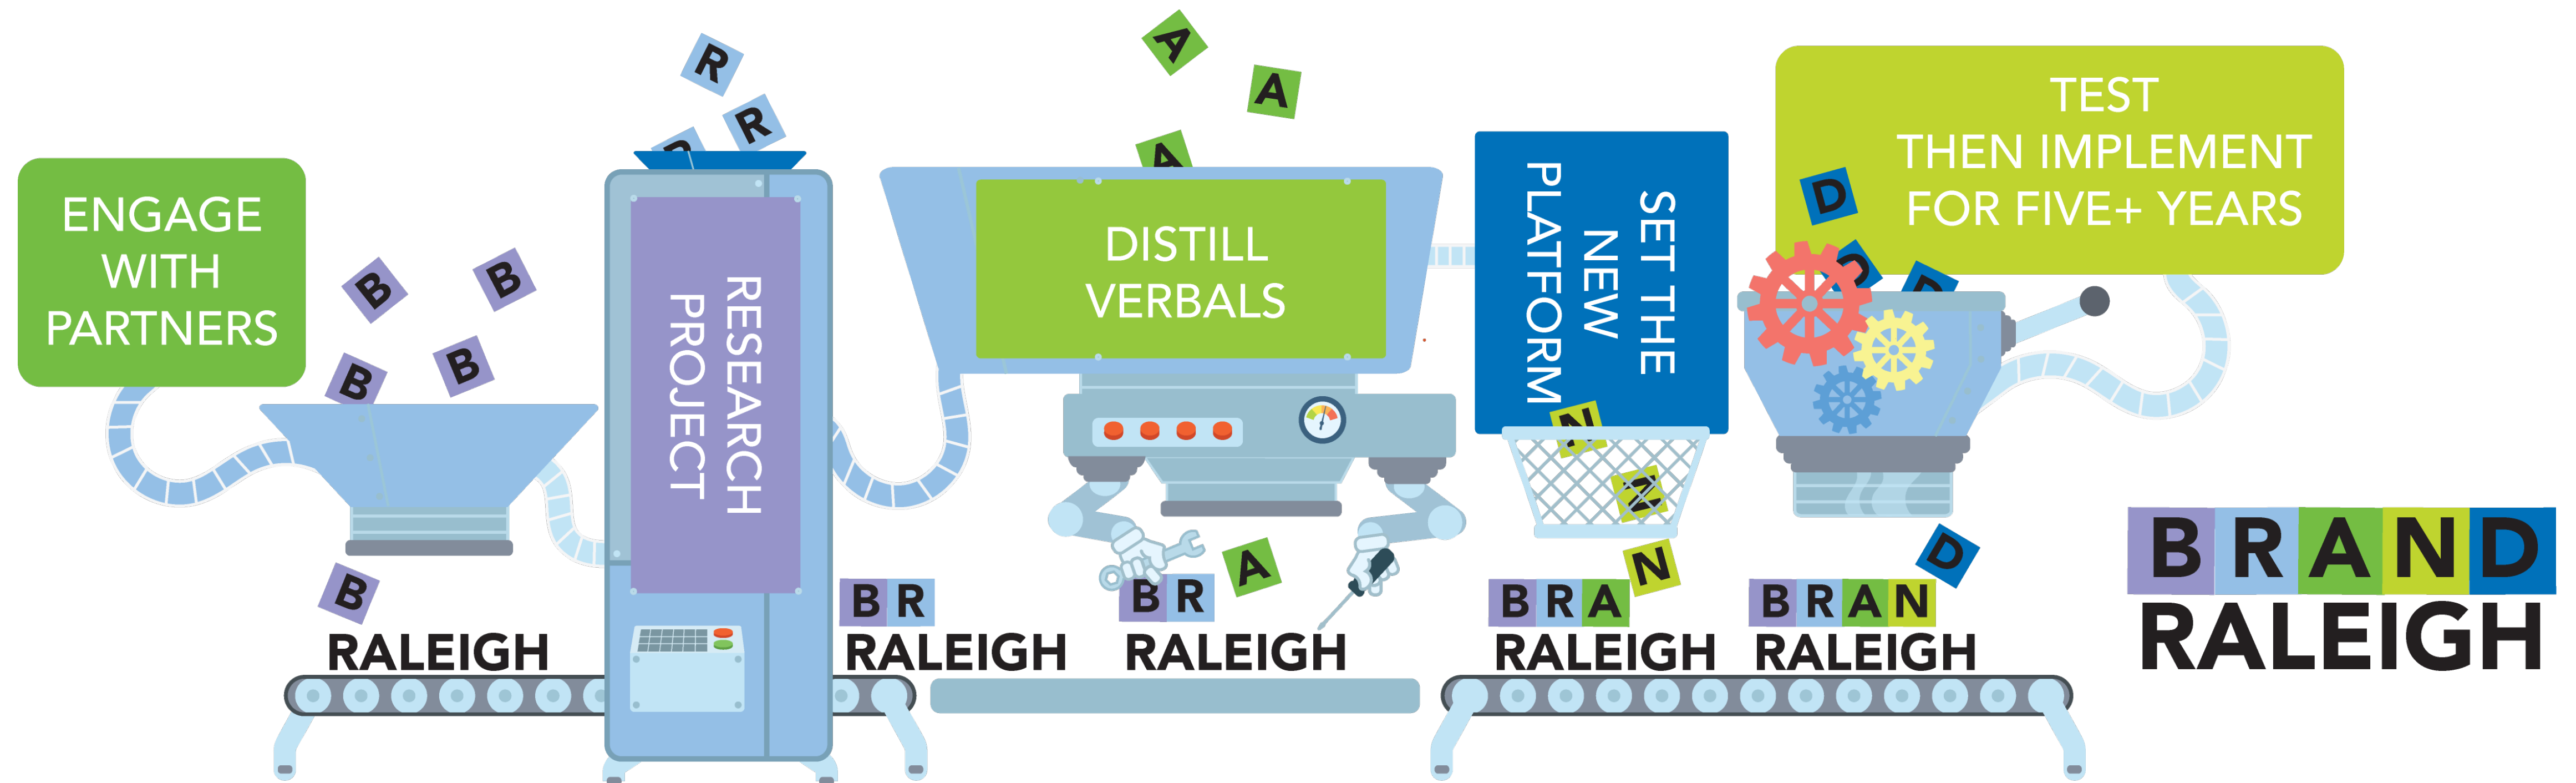 ENGAGE
WITH
PARTNERS
B
B
B
B
B
RALEIGH
R
R
R
RESEARCH
PROJECT
B R
RALEIGH
A
A
A
DISTILL
VERBALS
B R
A
RALEIGH
SET THE
NEW
PLATFORM
N
N
N
B R A
RALEIGH
TEST
THEN IMPLEMENT
FOR FIVE+ YEARS
D
D
D
D
B R A N
RALEIGH
BRAND
RALEIGH